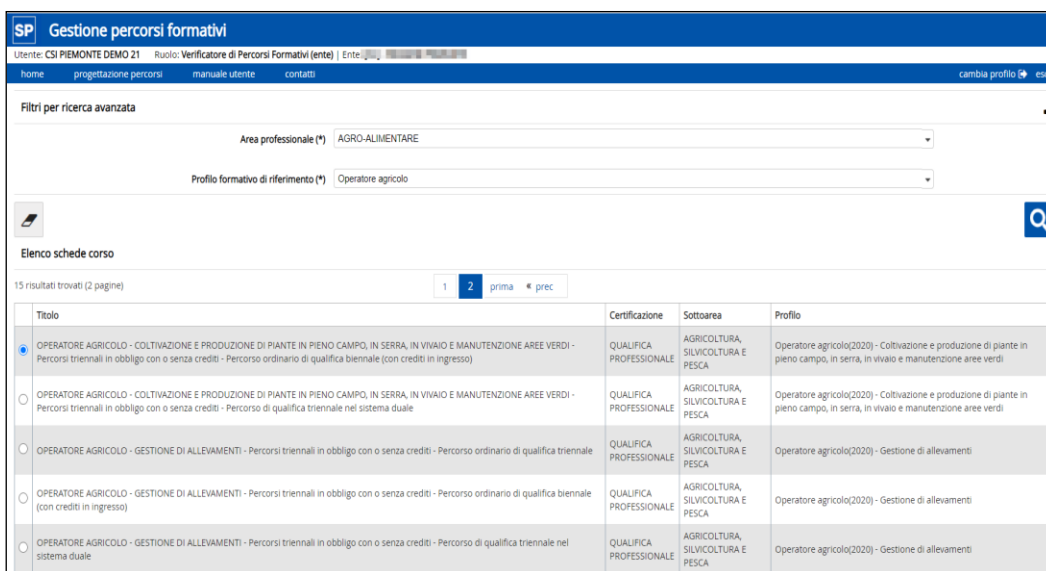 SP Gestione percorsi formativi
Utente: CSI PIEMONTE DEMO 21 Ruolo: Verificatore di Percorsi Formativi (ente) | Ente:
home progettazione percorsi manuale utente contatti cambia profilo
Filtri per ricerca avanzata
Area professionale (*) AGRO-ALIMENTARE
Profilo formativo di riferimento (*) Operatore agricolo
Elenco schede corso
15 risultati trovati (2 pagine) 1 2 prima « prec
Titolo Certificazione Sottoarea Profilo
OPERATORE AGRICOLO - COLTIVAZIONE E PRODUZIONE DI PIANTE IN PIENO CAMPO, IN SERRA, IN VIVAIO E MANUTENZIONE AREE VERDI -
Percorsi triennali in obbligo con o senza crediti - Percorso ordinario di qualifica biennale (con crediti in ingresso)
QUALIFICA
PROFESSIONALE
AGRICOLTURA,
SILVICOLTURA E
PESCA
Operatore agricolo(2020) - Coltivazione e produzione di piante in
pieno campo, in serra, in vivaio e manutenzione aree verdi
OPERATORE AGRICOLO - COLTIVAZIONE E PRODUZIONE DI PIANTE IN PIENO CAMPO, IN SERRA, IN VIVAIO E MANUTENZIONE AREE VERDI -
Percorsi triennali in obbligo con o senza crediti - Percorso di qualifica triennale nel sistema duale
QUALIFICA
PROFESSIONALE
AGRICOLTURA,
SILVICOLTURA E
PESCA
Operatore agricolo(2020) - Coltivazione e produzione di piante in
pieno campo, in serra, in vivaio e manutenzione aree verdi
OPERATORE AGRICOLO - GESTIONE DI ALLEVAMENTI - Percorsi triennali in obbligo con o senza crediti - Percorso ordinario di qualifica triennale
QUALIFICA
PROFESSIONALE
AGRICOLTURA,
SILVICOLTURA E
PESCA
Operatore agricolo(2020) - Gestione di allevamenti
OPERATORE AGRICOLO - GESTIONE DI ALLEVAMENTI - Percorsi triennali in obbligo con o senza crediti - Percorso ordinario di qualifica biennale
(con crediti in ingresso)
QUALIFICA
PROFESSIONALE
AGRICOLTURA,
SILVICOLTURA E
PESCA
Operatore agricolo(2020) - Gestione di allevamenti
OPERATORE AGRICOLO - GESTIONE DI ALLEVAMENTI - Percorsi triennali in obbligo con o senza crediti - Percorso di qualifica triennale nel
sistema duale
QUALIFICA
PROFESSIONALE
AGRICOLTURA,
SILVICOLTURA E
PESCA
Operatore agricolo(2020) - Gestione di allevamenti